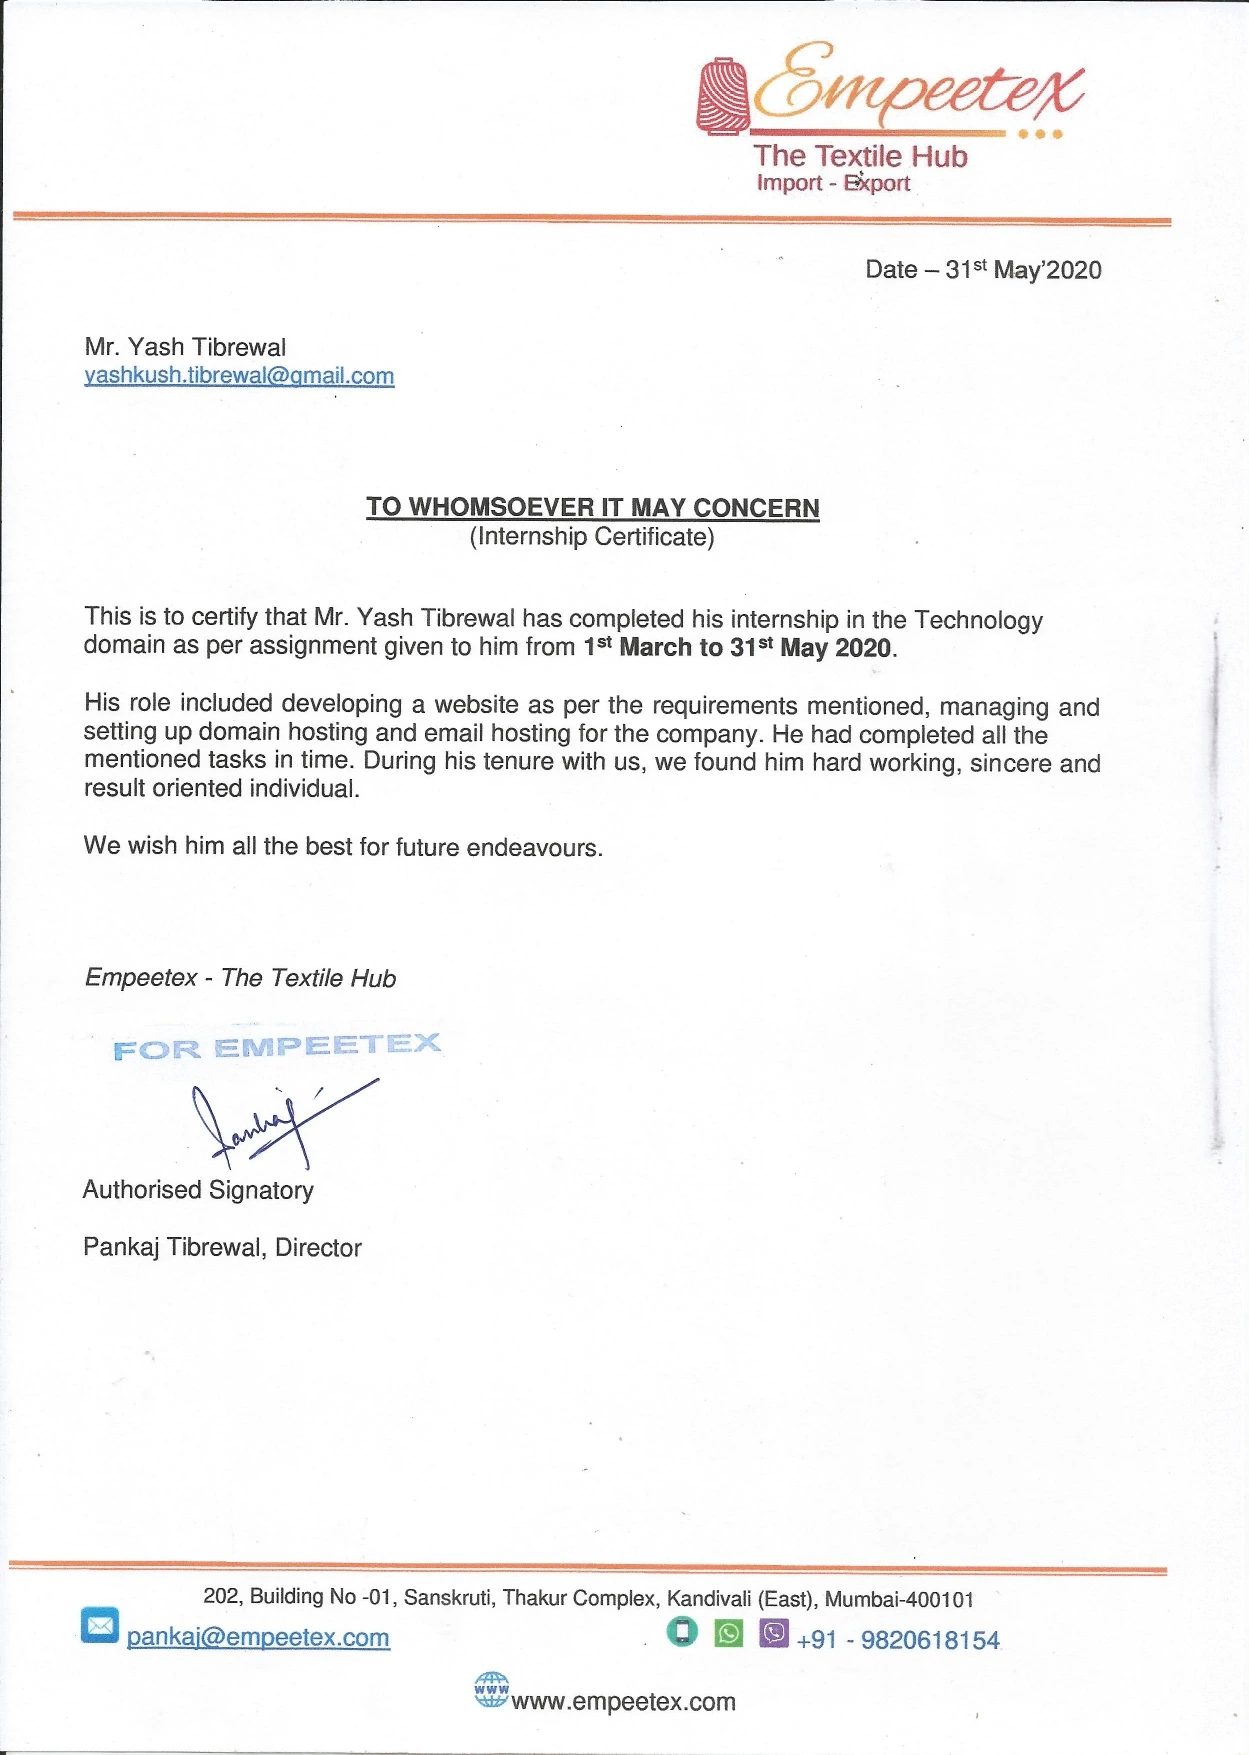 Empeetex
The Textile Hub
Import - Export
Date – 31st May'2020
Mr. Yash Tibrewal
yashkush.tibrewal@gmail.com
TO WHOMSOEVER IT MAY CONCERN
(Internship Certificate)
This is to certify that Mr. Yash Tibrewal has completed his internship in the Technology
domain as per assignment given to him from 1st March to 31st May 2020.
His role included developing a website as per the requirements mentioned, managing and
setting up domain hosting and email hosting for the company. He had completed all the
mentioned tasks in time. During his tenure with us, we found him hard working, sincere and
result oriented individual.
We wish him all the best for future endeavours.
Empeetex - The Textile Hub
FOR EMPEETEX
Pankaj
Authorised Signatory
Pankaj Tibrewal, Director
202, Building No -01, Sanskruti, Thakur Complex, Kandivali (East), Mumbai-400101
pankaj@empeetex.com +91 - 9820618154
www www.empeetex.com